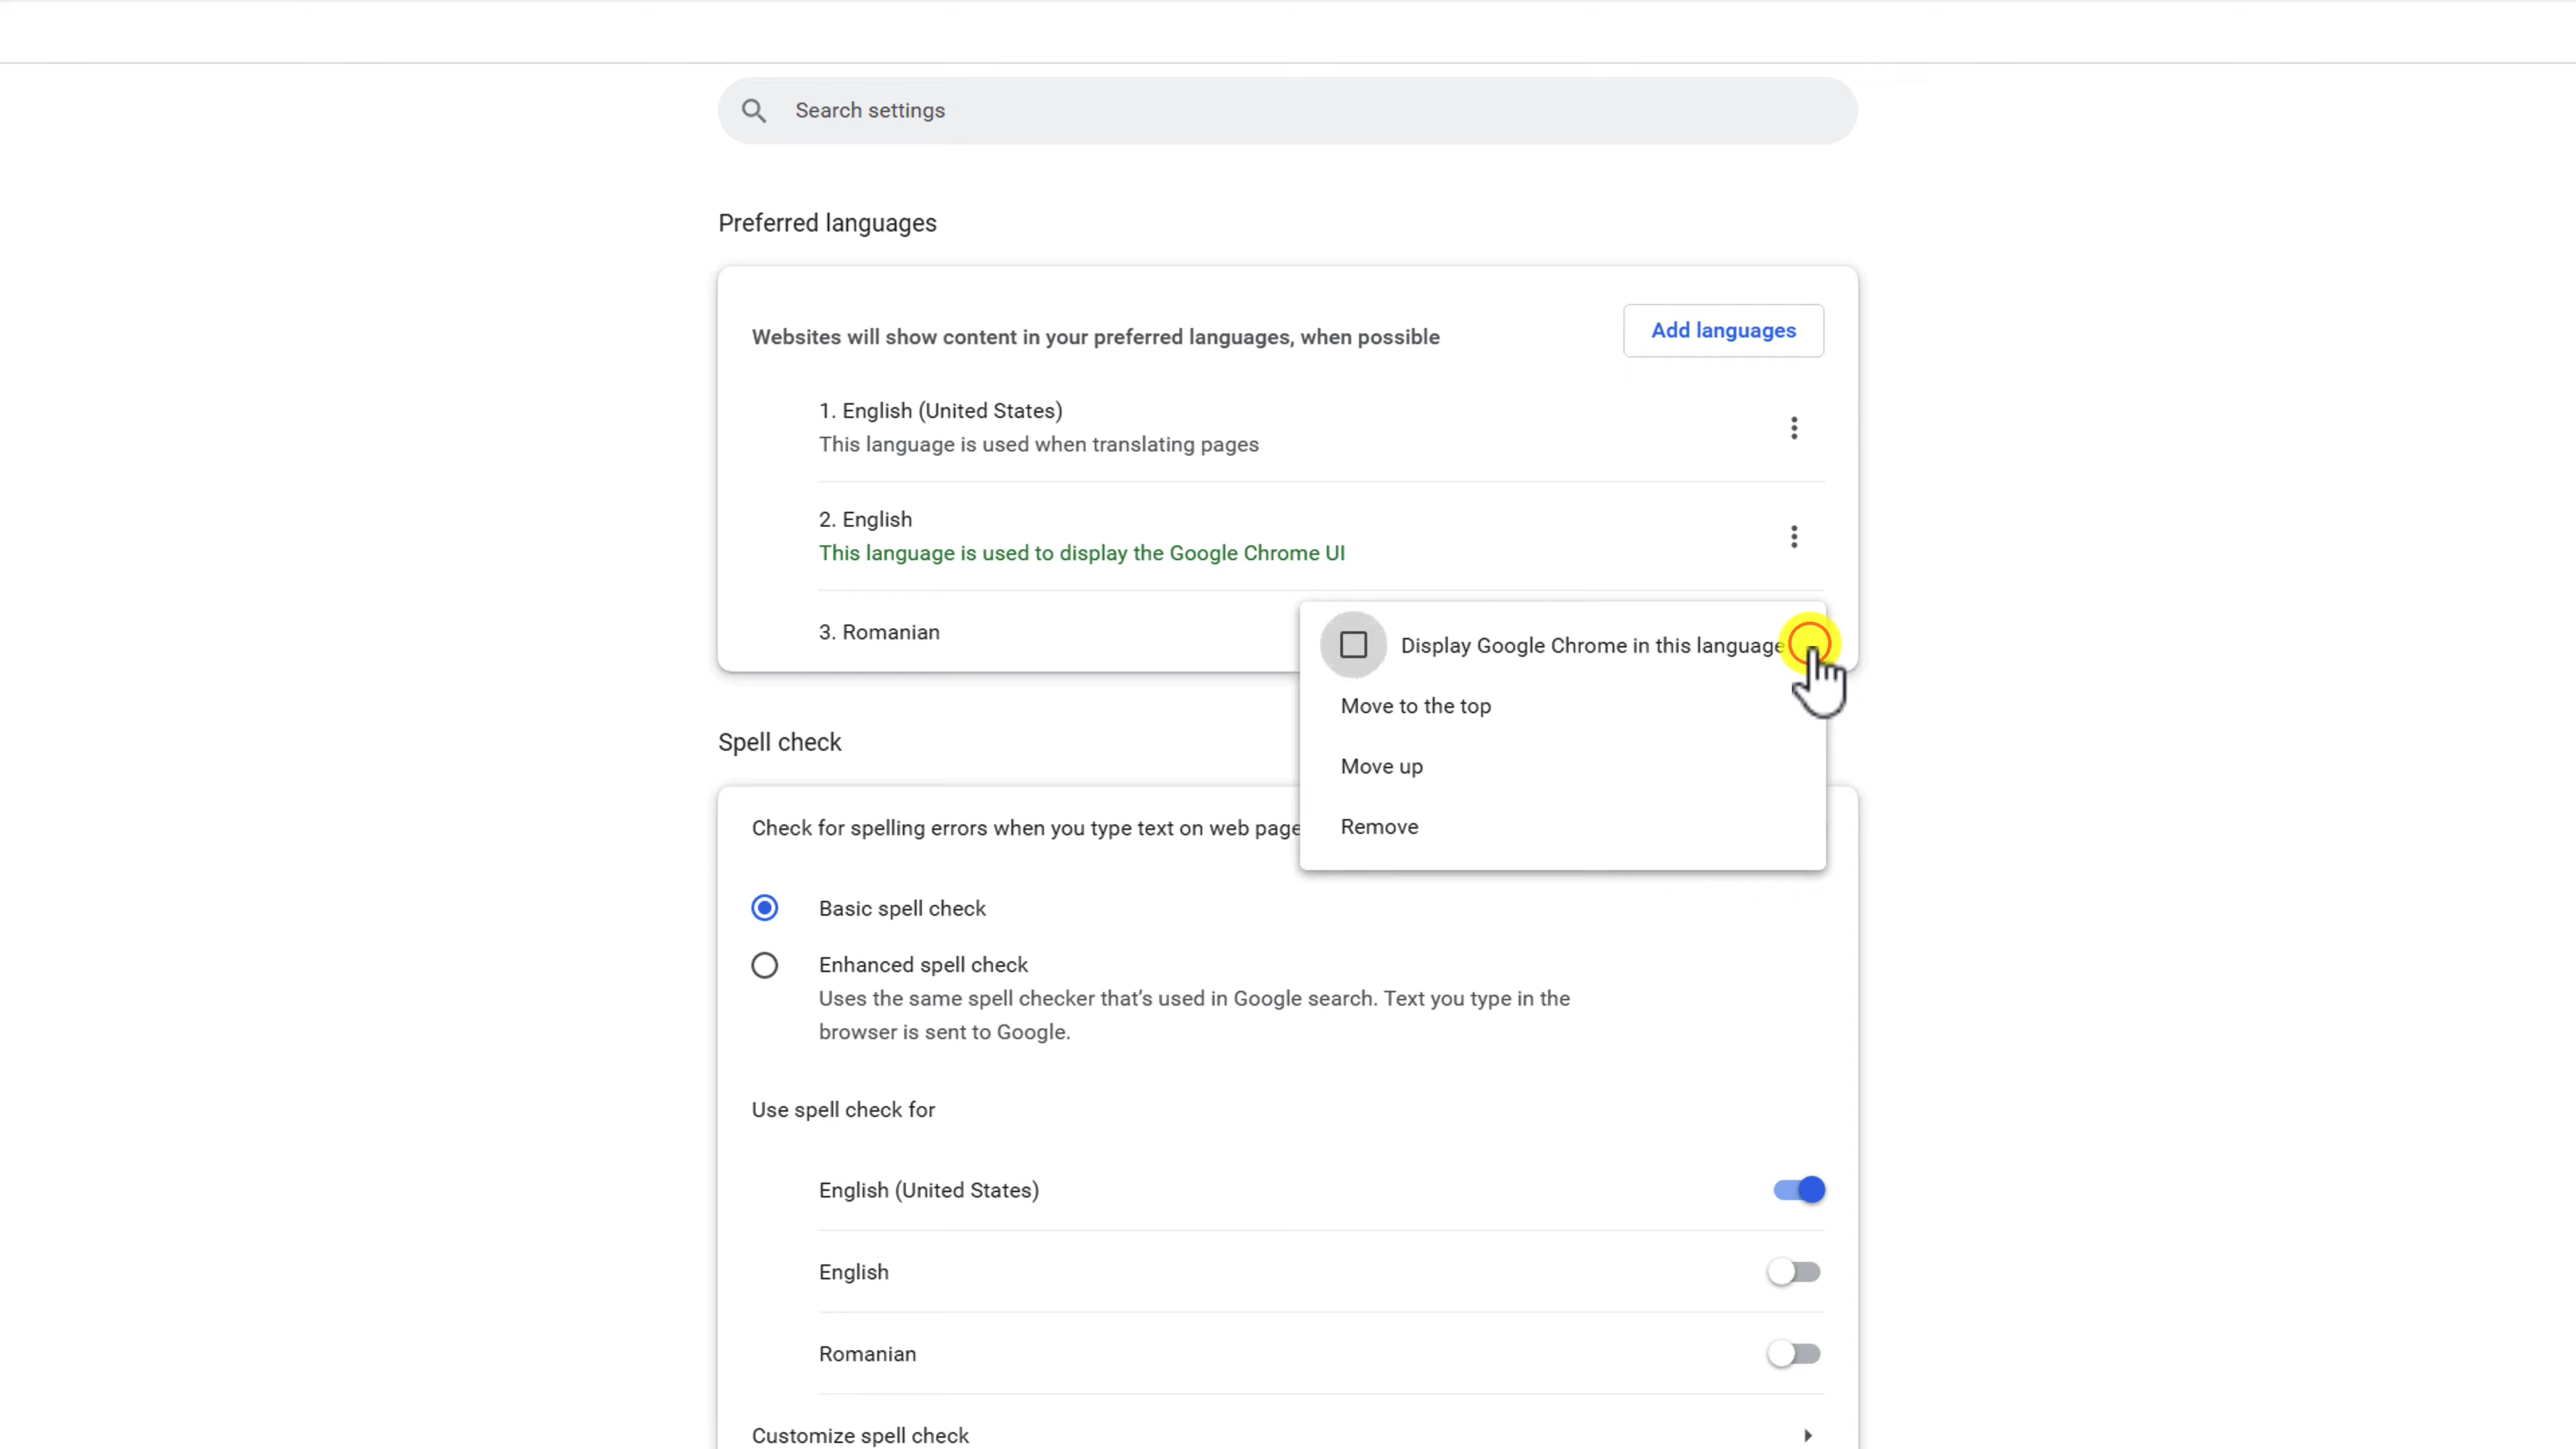 Search settings
Preferred languages
Websites will show content in your preferred languages, when possible
Add languages
1. English (United States)
This language is used when translating pages
2. English
This language is used to display the Google Chrome UI
3. Romanian
Display Google Chrome in this language
Move to the top
Move up
Remove
Spell check
Check for spelling errors when you type text on web page
Basic spell check
Enhanced spell check
Uses the same spell checker that's used in Google search. Text you type in the
browser is sent to Google.
Use spell check for
English (United States)
English
Romanian
Customize spell check